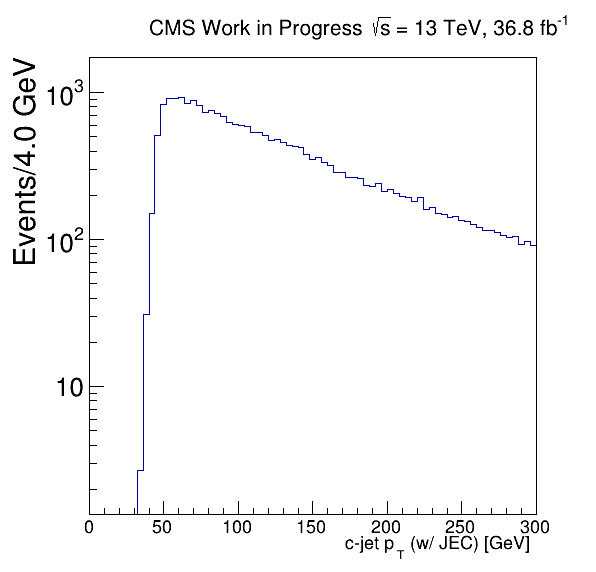 CMS Work in Progress √s = 13 TeV, 36.8 fb⁻¹
Events/4.0 GeV
10³
10²
10
0 50 100 150 200 250 300
c-jet p_T (w/ JEC) [GeV]